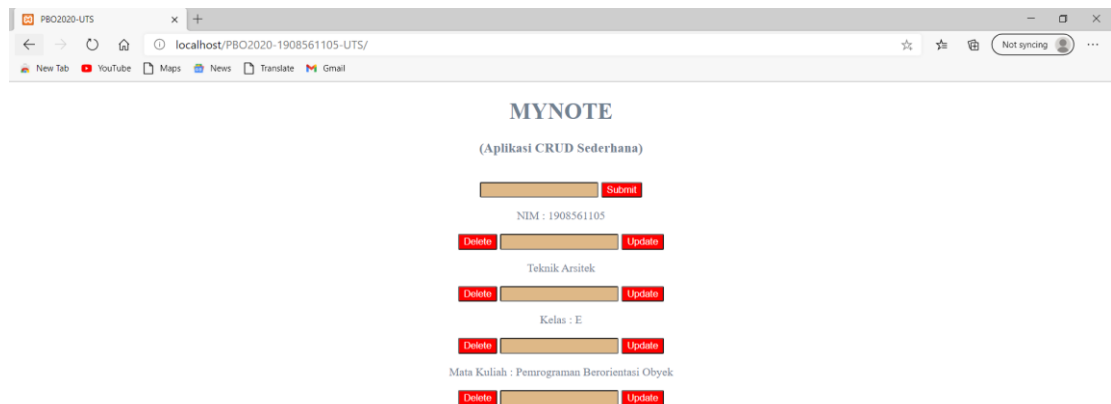 PBO2020-UTS
localhost/PBO2020-1908561105-UTS/
Not syncing
New Tab YouTube Maps News Translate Gmail
MYNOTE
(Aplikasi CRUD Sederhana)
Submit
NIM : 1908561105
Delete Update
Teknik Arsitek
Delete Update
Kelas : E
Delete Update
Mata Kuliah : Pemrograman Berorientasi Obyek
Delete Update